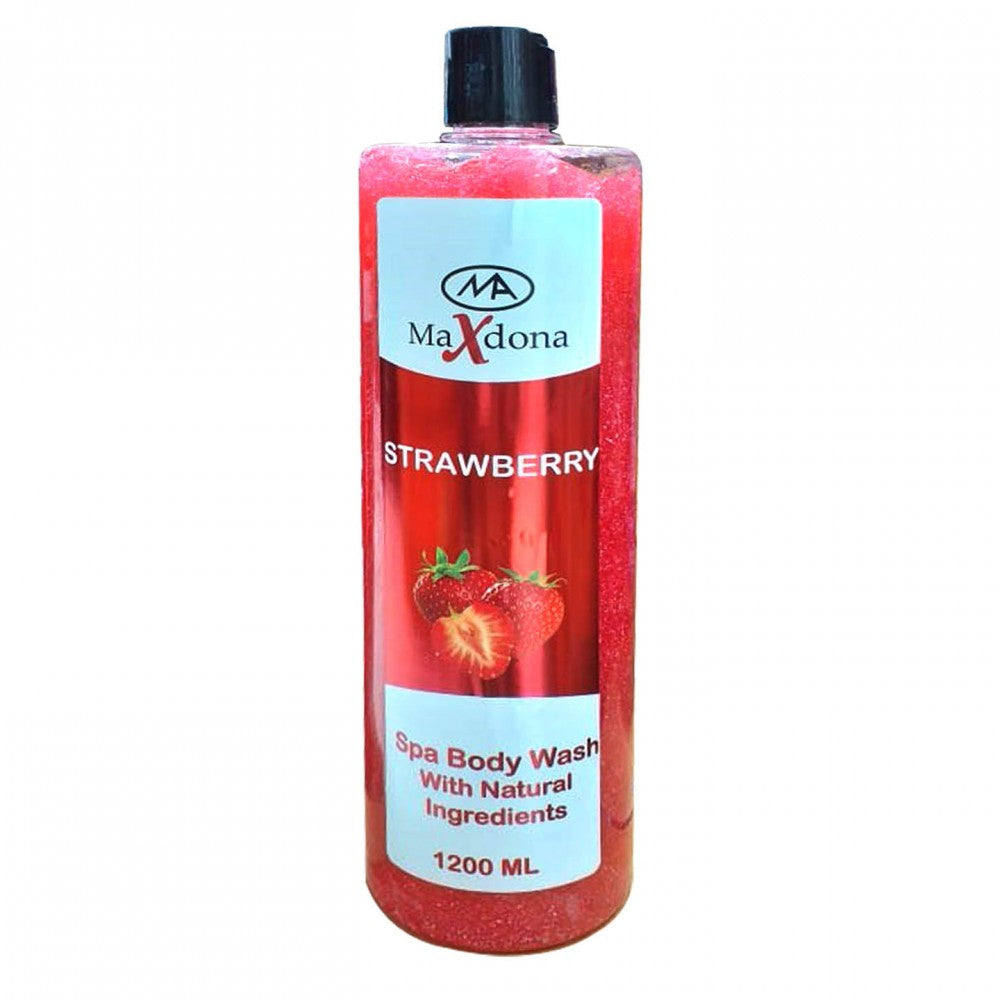 MA
MaXdona
STRAWBERRY
Spa Body Wash
With Natural
Ingredients
1200 ML